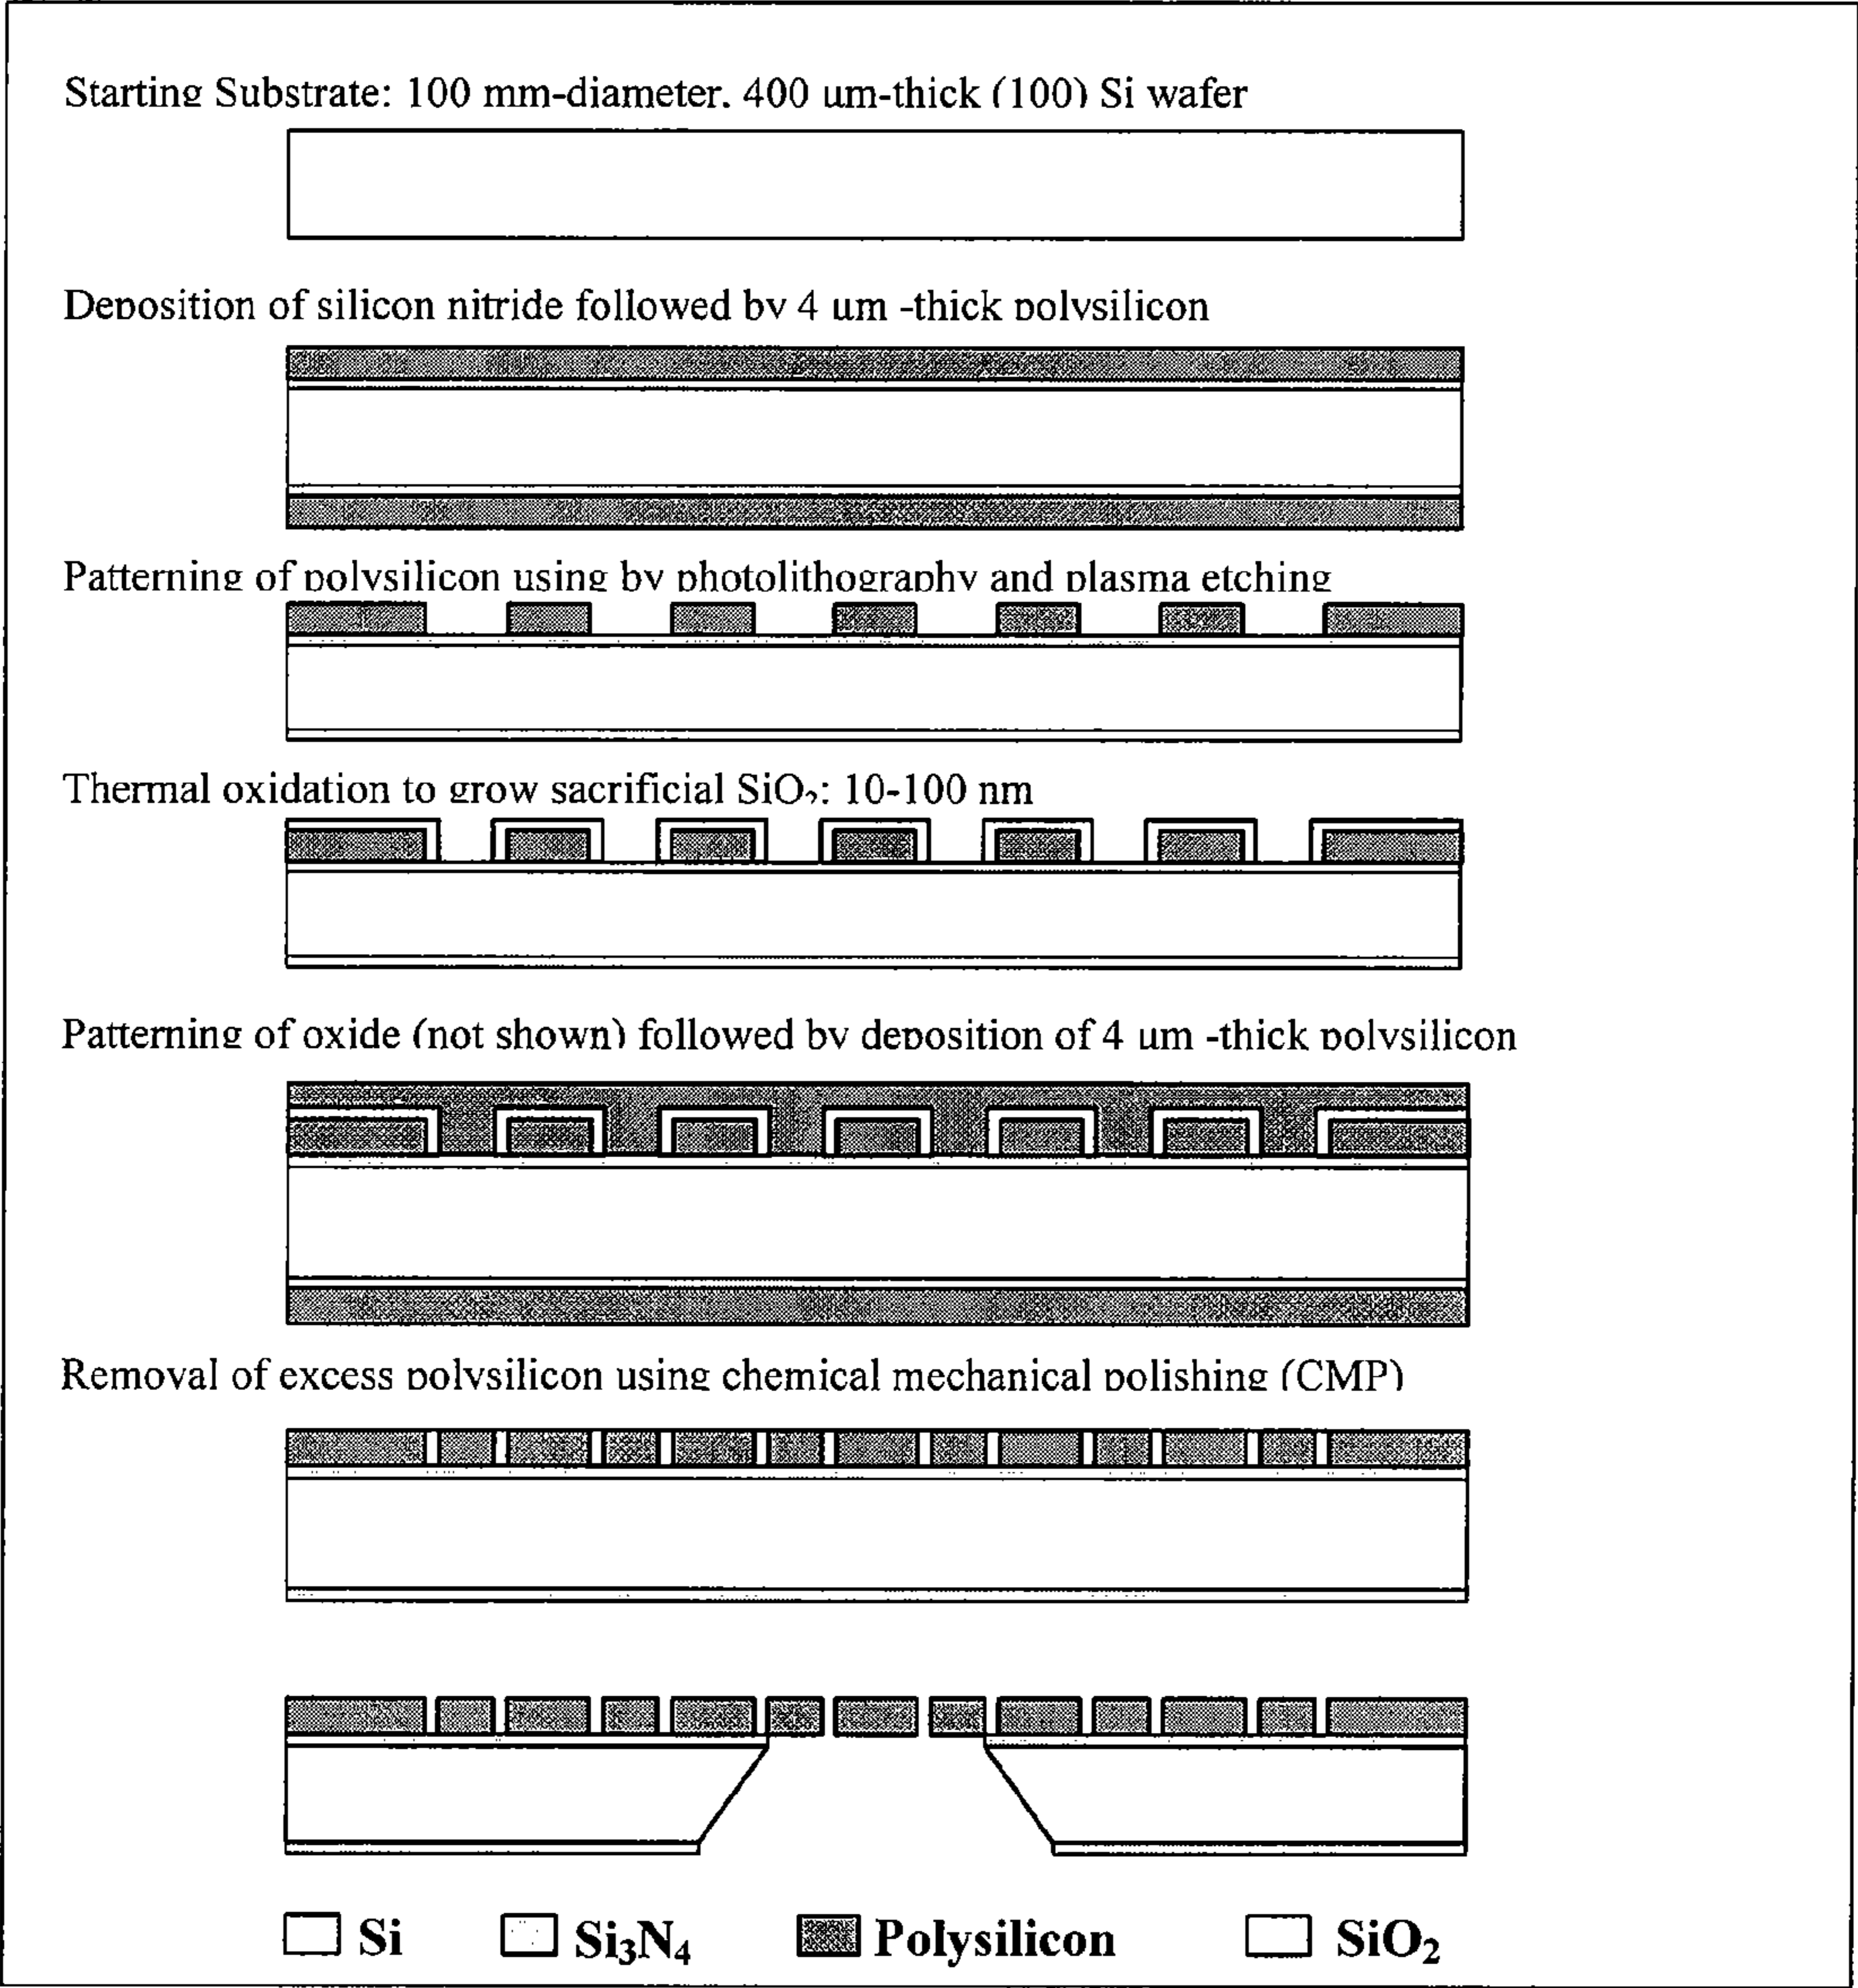 Starting Substrate: 100 mm-diameter, 400 um-thick (100) Si wafer
Deposition of silicon nitride followed by 4 um -thick polysilicon
Patterning of polysilicon using by photolithography and plasma etching
Thermal oxidation to grow sacrificial SiO₂: 10-100 nm
Patterning of oxide (not shown) followed by deposition of 4 um -thick polysilicon
Removal of excess polysilicon using chemical mechanical polishing (CMP)
Si Si₃N₄ Polysilicon SiO₂